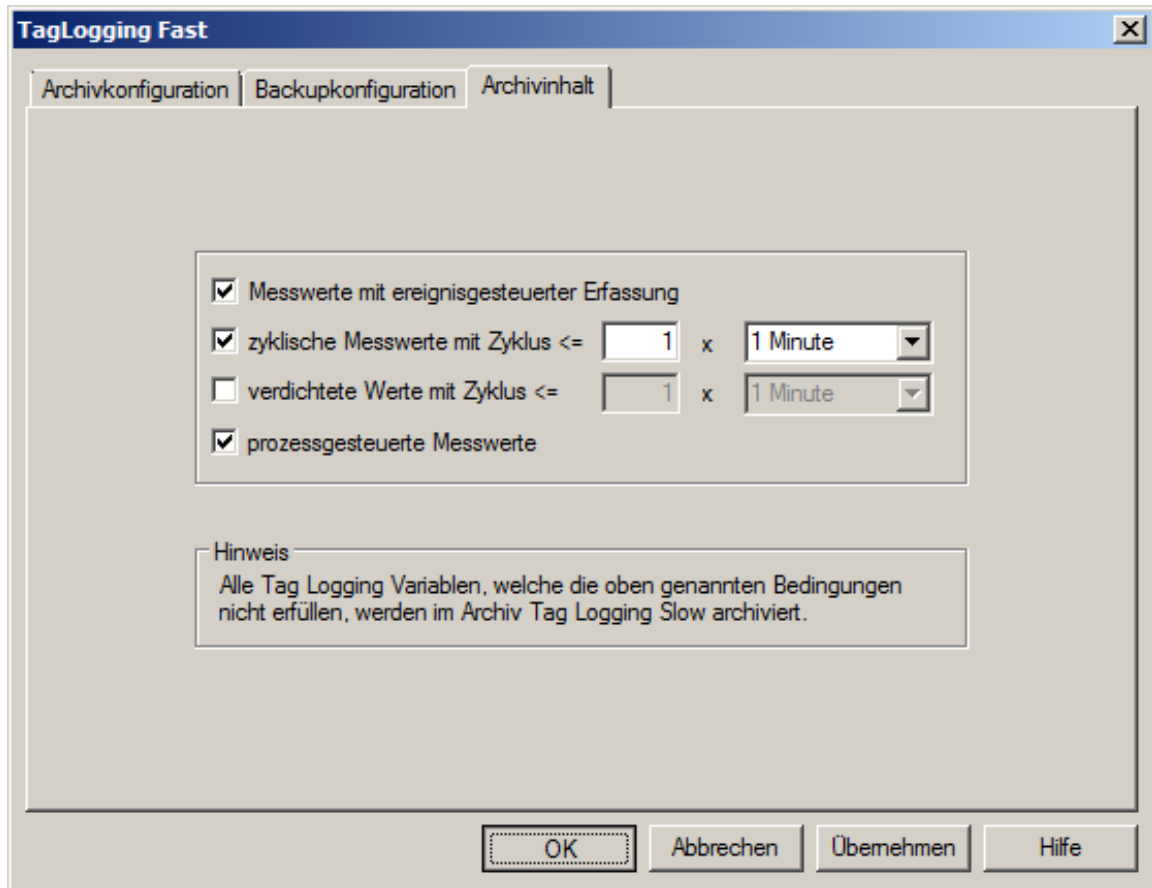 TagLogging Fast
Archivkonfiguration Backupkonfiguration Archivinhalt
Messwerte mit ereignisgesteuerter Erfassung
zyklische Messwerte mit Zyklus <= 1 x 1 Minute
verdichtete Werte mit Zyklus <= 1 x 1 Minute
prozessgesteuerte Messwerte
Hinweis
Alle Tag Logging Variablen, welche die oben genannten Bedingungen
nicht erfüllen, werden im Archiv Tag Logging Slow archiviert.
OK Abbrechen Übernehmen Hilfe